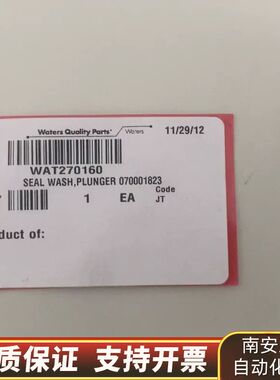 Waters Quality Parts™ Waters 11/29/12
WAT270160
SEAL WASH,PLUNGER 070001823
1 EA Code
JT
duct of:
质保证 支持开票
南安
自动化